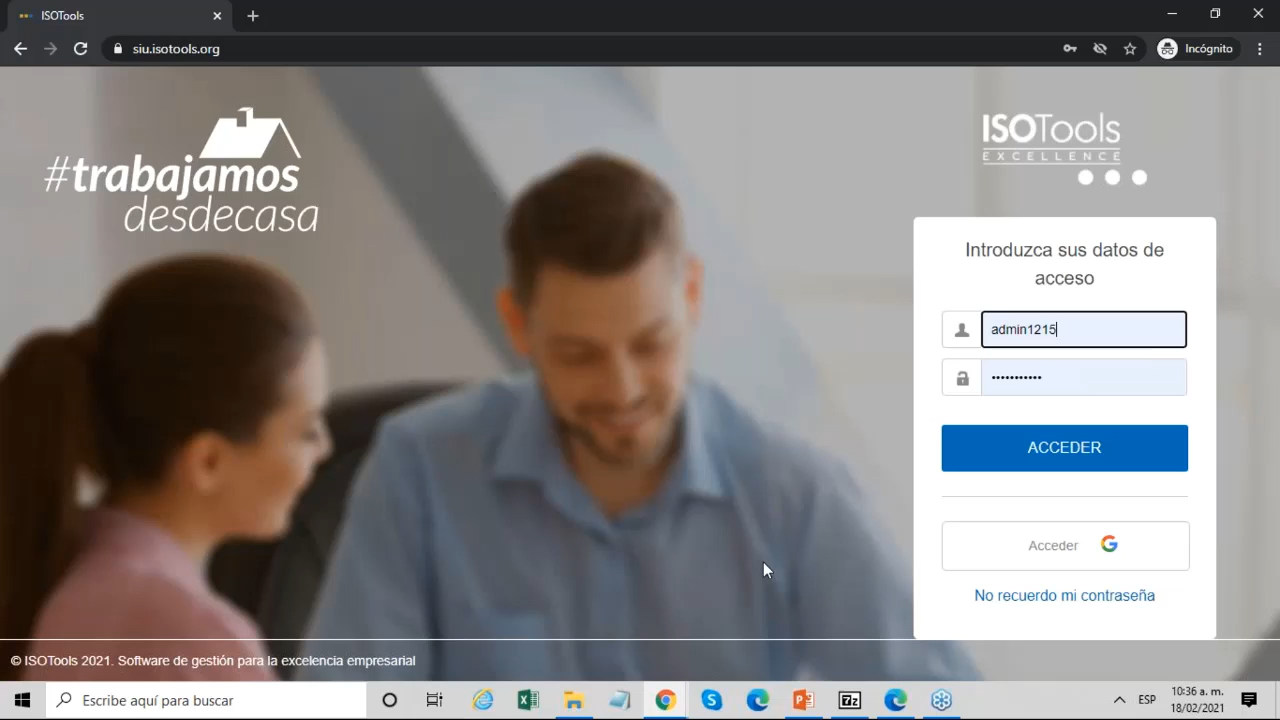 ISOTools
siu.isotools.org
Incógnito
#trabajamos
desdecasa
ISOTools
EXCELLENCE
Introduzca sus datos de
acceso
admin1215
•••••••••••
ACCEDER
Acceder
No recuerdo mi contraseña
© ISOTools 2021. Software de gestión para la excelencia empresarial
Escribe aquí para buscar
ESP
10:36 a. m.
18/02/2021